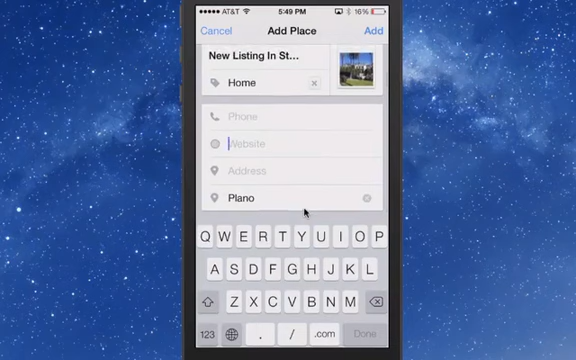 AT&T 5:49 PM 16%
Cancel Add Place Add
New Listing In St...
Home
Phone
Website
Address
Plano
Q W E R T Y U I O P
A S D F G H J K L
Z X C V B N M
123 . / .com Done